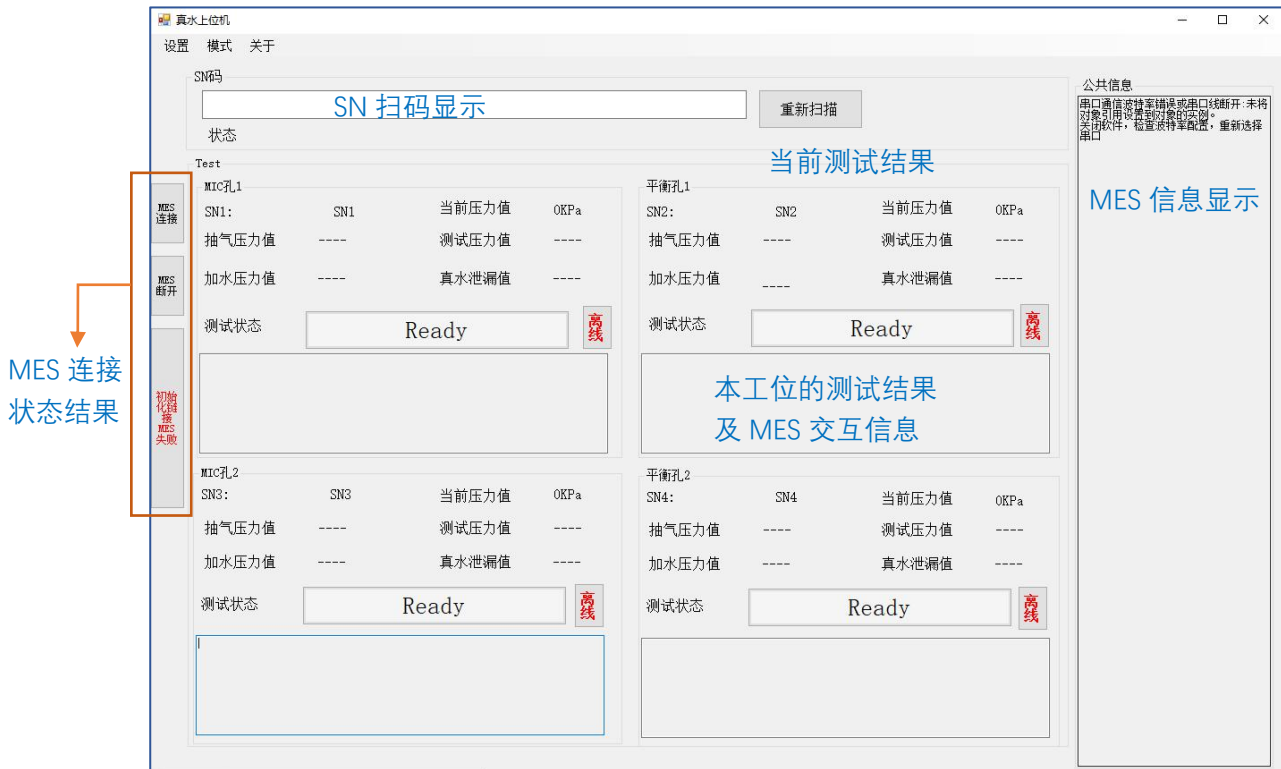 真水上位机
设置 模式 关于
SN码
SN 扫码显示
重新扫描
状态
公共信息
串口通信波特率错误或串口线断开:未将
对象引用设置到对象的实例。
关闭软件，检查波特率配置，重新选择
串口
MES 信息显示
Test
当前测试结果
MES
连接
MES
断开
初始
化链
接
MES
失败
MES 连接
状态结果
MIC孔1
SN1: SN1 当前压力值 0KPa
抽气压力值 ---- 测试压力值 ----
加水压力值 ---- 真水泄漏值 ----
测试状态 Ready 离线
平衡孔1
SN2: SN2 当前压力值 0KPa
抽气压力值 ---- 测试压力值 ----
加水压力值 ---- 真水泄漏值 ----
测试状态 Ready 离线
本工位的测试结果
及 MES 交互信息
MIC孔2
SN3: SN3 当前压力值 0KPa
抽气压力值 ---- 测试压力值 ----
加水压力值 ---- 真水泄漏值 ----
测试状态 Ready 离线
平衡孔2
SN4: SN4 当前压力值 0KPa
抽气压力值 ---- 测试压力值 ----
加水压力值 ---- 真水泄漏值 ----
测试状态 Ready 离线